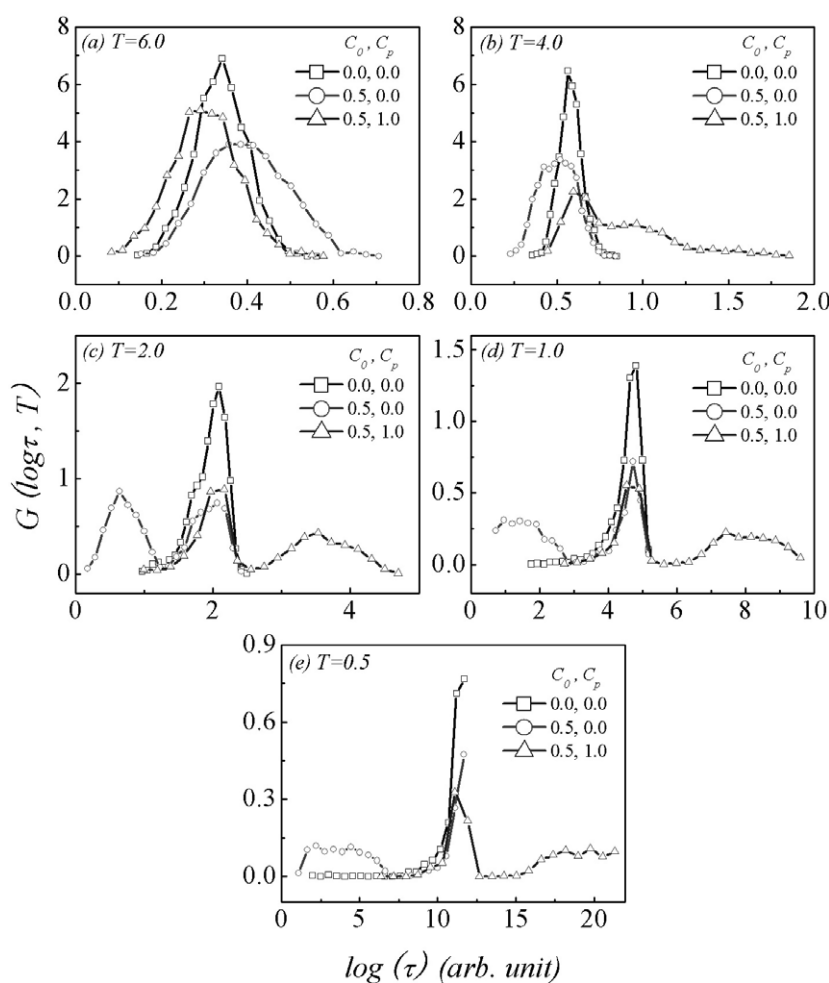 (a) T=6.0
C0, Cp
0.0, 0.0
0.5, 0.0
0.5, 1.0
8
6
4
2
0
0.0 0.2 0.4 0.6 0.8
(b) T=4.0
C0, Cp
0.0, 0.0
0.5, 0.0
0.5, 1.0
8
6
4
2
0
0.0 0.5 1.0 1.5 2.0
(c) T=2.0
C0, Cp
0.0, 0.0
0.5, 0.0
0.5, 1.0
2
1
0
0 2 4
(d) T=1.0
C0, Cp
0.0, 0.0
0.5, 0.0
0.5, 1.0
1.5
1.0
0.5
0.0
0 2 4 6 8 10
G (logτ, T)
(e) T=0.5
C0, Cp
0.0, 0.0
0.5, 0.0
0.5, 1.0
0.9
0.6
0.3
0.0
0 5 10 15 20
log (τ) (arb. unit)